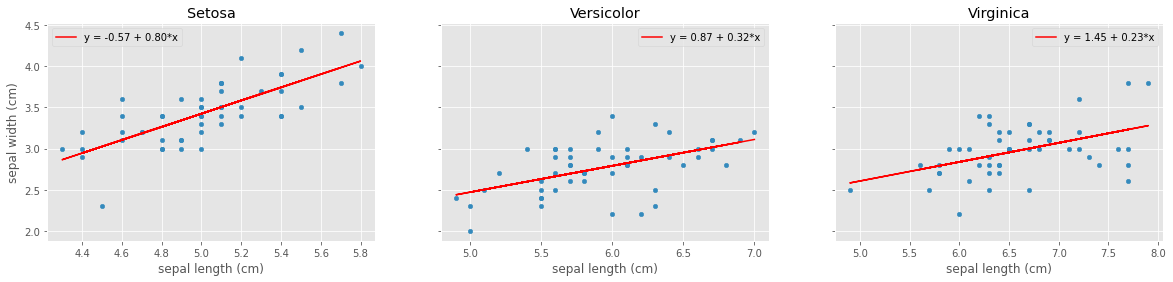 Setosa
y = -0.57 + 0.80*x
4.5
4.0
3.5
3.0
2.5
2.0
sepal width (cm)
4.4 4.6 4.8 5.0 5.2 5.4 5.6 5.8
sepal length (cm)
Versicolor
y = 0.87 + 0.32*x
5.0 5.5 6.0 6.5 7.0
sepal length (cm)
Virginica
y = 1.45 + 0.23*x
5.0 5.5 6.0 6.5 7.0 7.5 8.0
sepal length (cm)